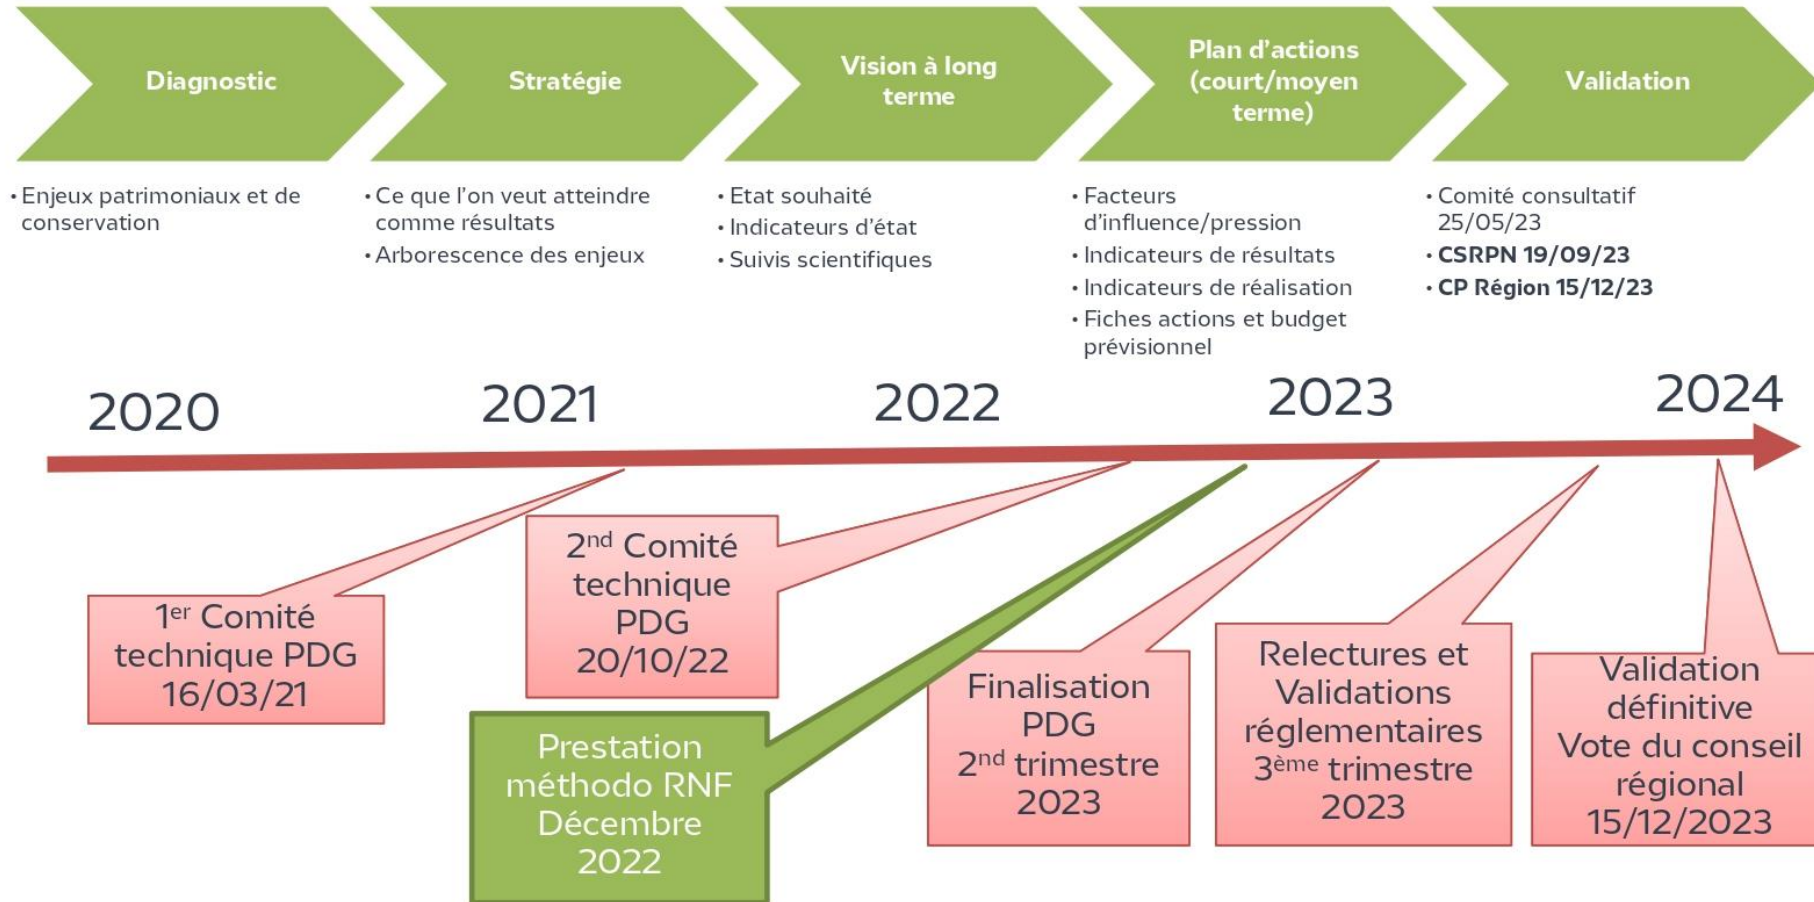 Diagnostic
Stratégie
Vision à long
terme
Plan d’actions
(court/moyen
terme)
Validation
• Enjeux patrimoniaux et de
conservation
• Ce que l’on veut atteindre
comme résultats
• Arborescence des enjeux
• Etat souhaité
• Indicateurs d’état
• Suivis scientifiques
• Facteurs
d’influence/pression
• Indicateurs de résultats
• Indicateurs de réalisation
• Fiches actions et budget
prévisionnel
• Comité consultatif
25/05/23
• CSRPN 19/09/23
• CP Région 15/12/23
2020
2021
2022
2023
2024
1er Comité
technique PDG
16/03/21
2nd Comité
technique
PDG
20/10/22
Prestation
méthodo RNF
Décembre
2022
Finalisation
PDG
2nd trimestre
2023
Relectures et
Validations
réglementaires
3ème trimestre
2023
Validation
définitive
Vote du conseil
régional
15/12/2023